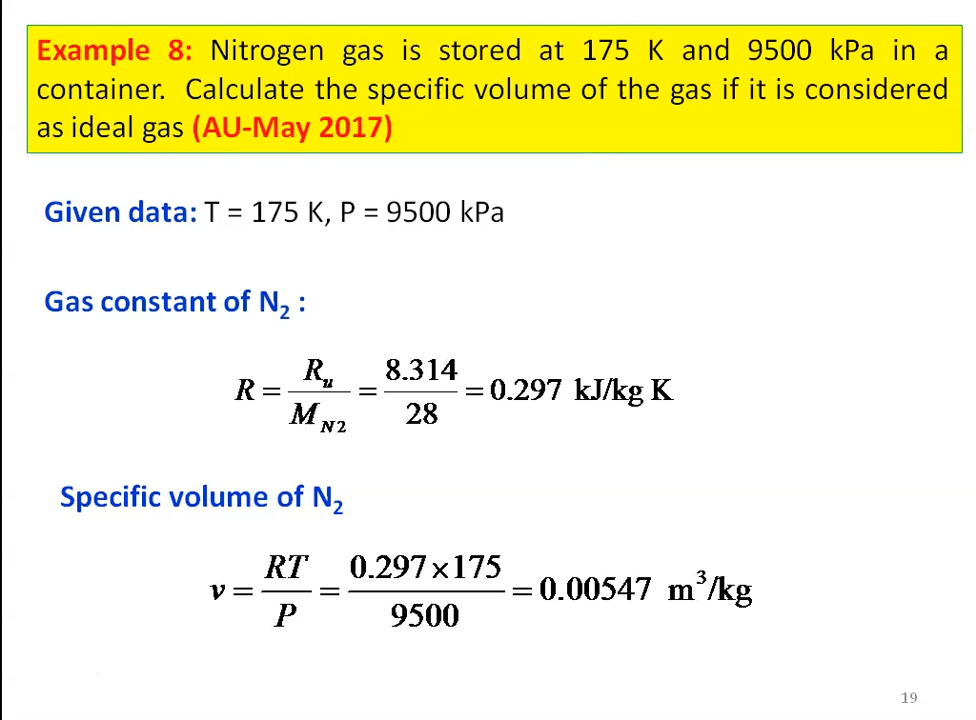 Example 8: Nitrogen gas is stored at 175 K and 9500 kPa in a
container. Calculate the specific volume of the gas if it is considered
as ideal gas (AU-May 2017)
Given data: T = 175 K, P = 9500 kPa
Gas constant of N₂ :
R = Rᵤ / M_N2 = 8.314 / 28 = 0.297 kJ/kg K
Specific volume of N₂
v = RT / P = 0.297 × 175 / 9500 = 0.00547 m³/kg
19